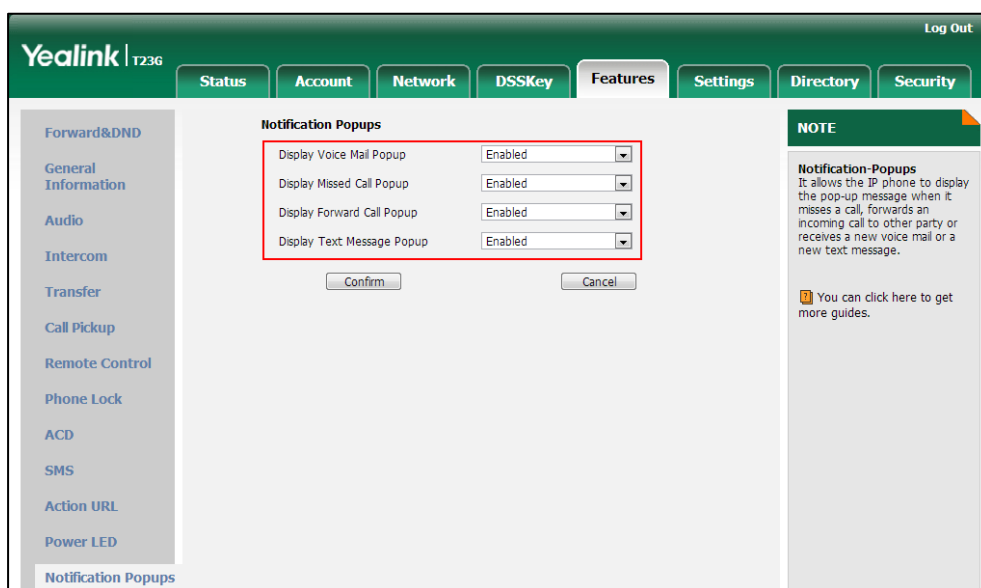 Log Out
Yealink | T23G
Status Account Network DSSKey Features Settings Directory Security
Forward&DND
General
Information
Audio
Intercom
Transfer
Call Pickup
Remote Control
Phone Lock
ACD
SMS
Action URL
Power LED
Notification Popups
Notification Popups
Display Voice Mail Popup Enabled
Display Missed Call Popup Enabled
Display Forward Call Popup Enabled
Display Text Message Popup Enabled
Confirm Cancel
NOTE
Notification-Popups
It allows the IP phone to display
the pop-up message when it
misses a call, forwards an
incoming call to other party or
receives a new voice mail or a
new text message.
? You can click here to get
more guides.